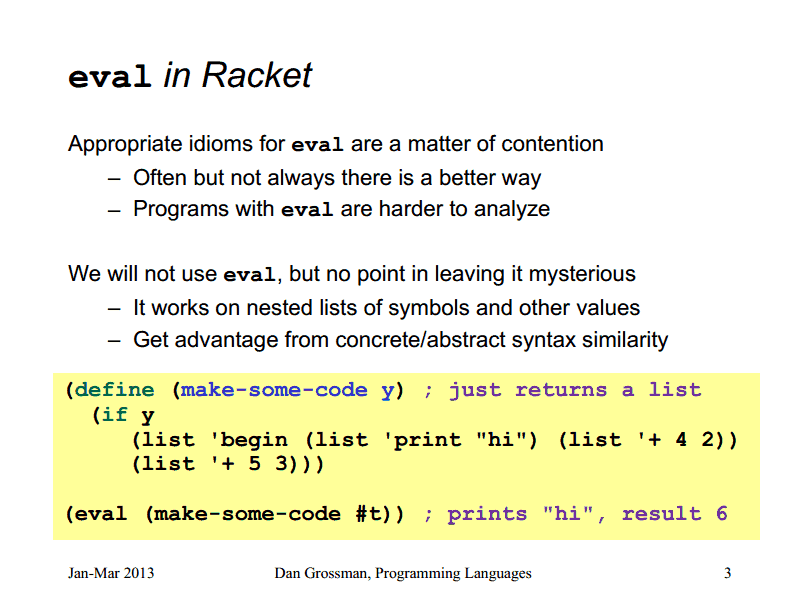 eval in Racket
Appropriate idioms for eval are a matter of contention
– Often but not always there is a better way
– Programs with eval are harder to analyze
We will not use eval, but no point in leaving it mysterious
– It works on nested lists of symbols and other values
– Get advantage from concrete/abstract syntax similarity
(define (make-some-code y) ; just returns a list
  (if y
     (list 'begin (list 'print "hi") (list '+ 4 2))
     (list '+ 5 3)))
(eval (make-some-code #t)) ; prints "hi", result 6
Jan-Mar 2013 Dan Grossman, Programming Languages 3